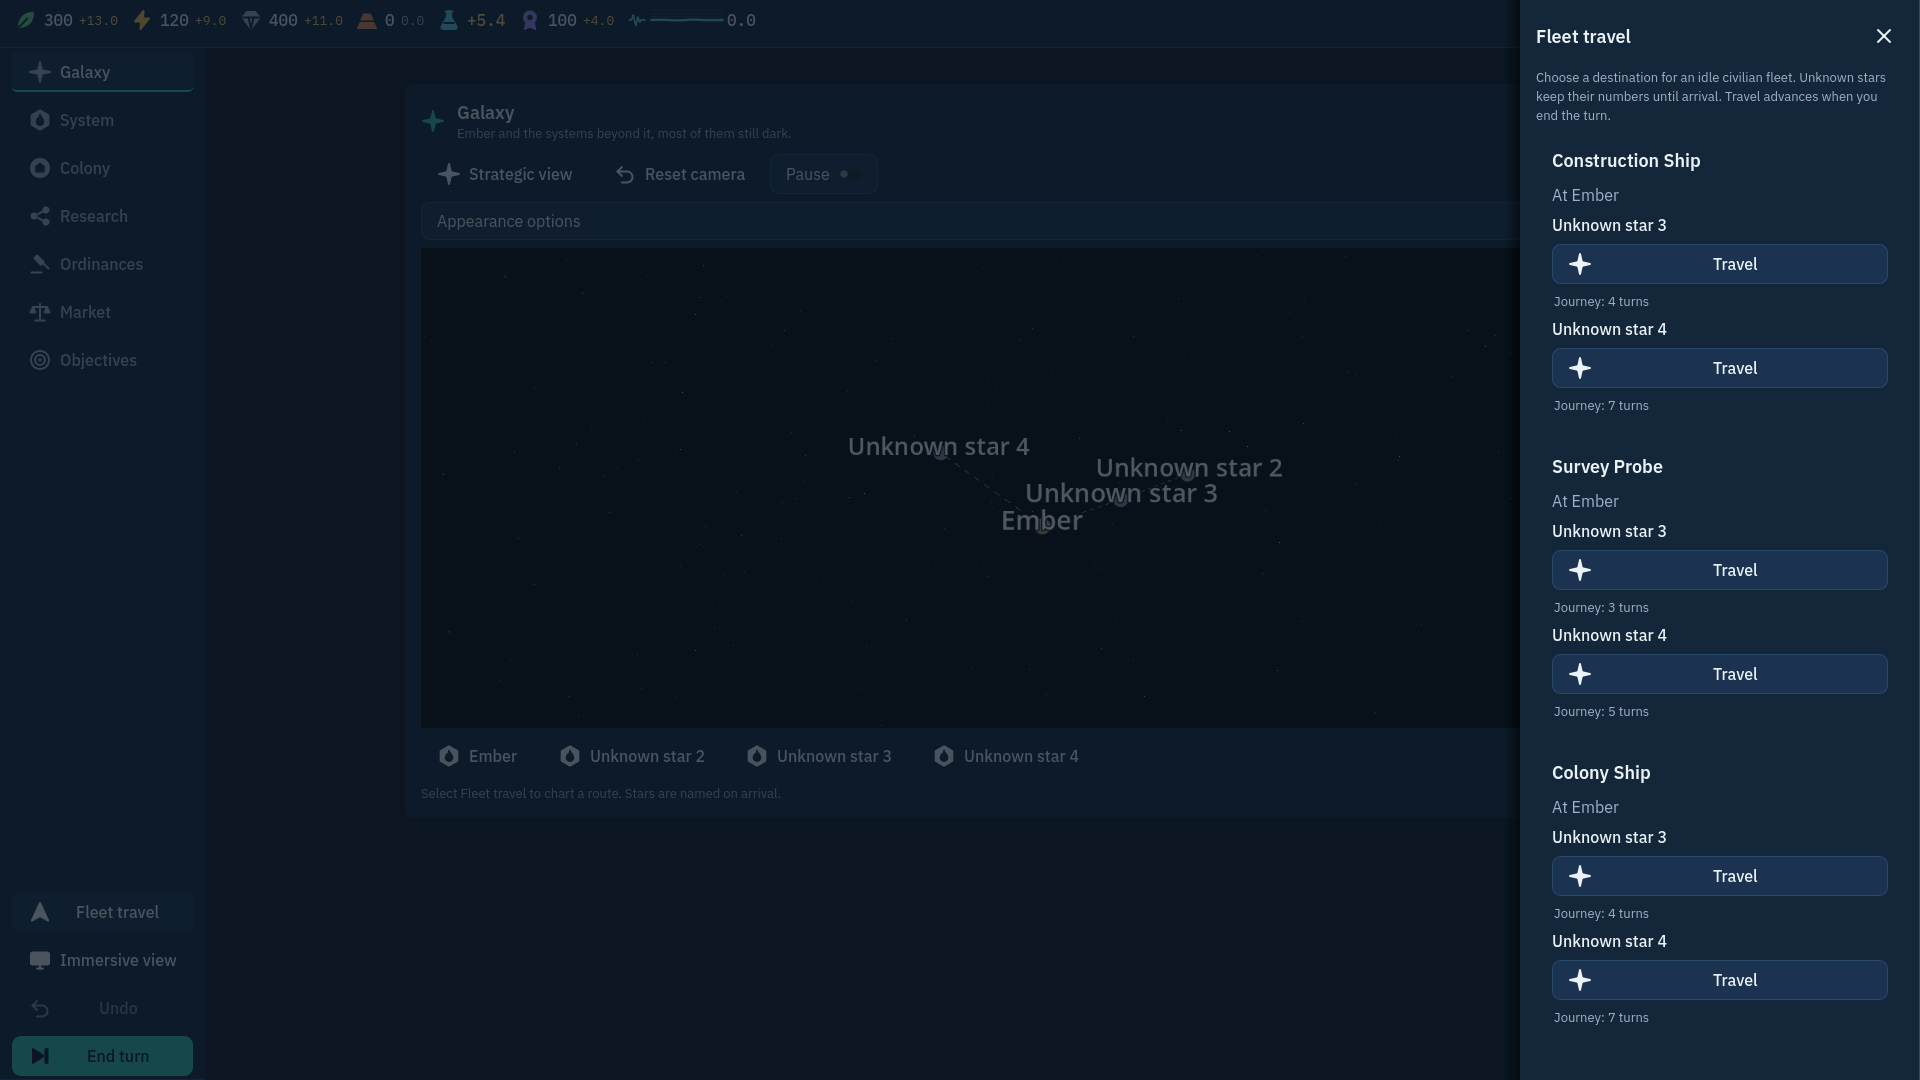 300 +13.0 120 +9.0 400 +11.0 0 0.0 +5.4 100 +4.0 0.0
Galaxy
System
Colony
Research
Ordinances
Market
Objectives
Fleet travel
Immersive view
Undo
End turn
Galaxy
Ember and the systems beyond it, most of them still dark.
Strategic view Reset camera Pause
Appearance options
Unknown star 4
Unknown star 2
Unknown star 3
Ember
Ember Unknown star 2 Unknown star 3 Unknown star 4
Select Fleet travel to chart a route. Stars are named on arrival.
Fleet travel
Choose a destination for an idle civilian fleet. Unknown stars
keep their numbers until arrival. Travel advances when you
end the turn.
Construction Ship
At Ember
Unknown star 3
Travel
Journey: 4 turns
Unknown star 4
Travel
Journey: 7 turns
Survey Probe
At Ember
Unknown star 3
Travel
Journey: 3 turns
Unknown star 4
Travel
Journey: 5 turns
Colony Ship
At Ember
Unknown star 3
Travel
Journey: 4 turns
Unknown star 4
Travel
Journey: 7 turns